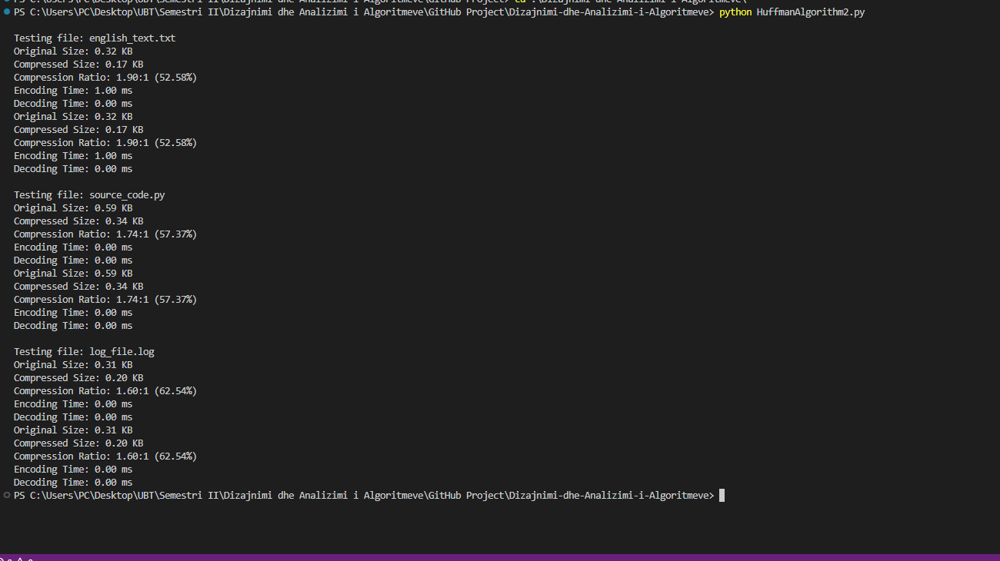 PS C:\Users\PC\Desktop\UBT\Semestri II\Dizajnimi dhe Analizimi i Algoritmeve\GitHub Project> cd .\Dizajnimi-dhe-Analizimi-i-Algoritmeve\
PS C:\Users\PC\Desktop\UBT\Semestri II\Dizajnimi dhe Analizimi i Algoritmeve\GitHub Project\Dizajnimi-dhe-Analizimi-i-Algoritmeve> python HuffmanAlgorithm2.py
Testing file: english_text.txt
Original Size: 0.32 KB
Compressed Size: 0.17 KB
Compression Ratio: 1.90:1 (52.58%)
Encoding Time: 1.00 ms
Decoding Time: 0.00 ms
Original Size: 0.32 KB
Compressed Size: 0.17 KB
Compression Ratio: 1.90:1 (52.58%)
Encoding Time: 1.00 ms
Decoding Time: 0.00 ms
Testing file: source_code.py
Original Size: 0.59 KB
Compressed Size: 0.34 KB
Compression Ratio: 1.74:1 (57.37%)
Encoding Time: 0.00 ms
Decoding Time: 0.00 ms
Original Size: 0.59 KB
Compressed Size: 0.34 KB
Compression Ratio: 1.74:1 (57.37%)
Encoding Time: 0.00 ms
Decoding Time: 0.00 ms
Testing file: log_file.log
Original Size: 0.31 KB
Compressed Size: 0.20 KB
Compression Ratio: 1.60:1 (62.54%)
Encoding Time: 0.00 ms
Decoding Time: 0.00 ms
Original Size: 0.31 KB
Compressed Size: 0.20 KB
Compression Ratio: 1.60:1 (62.54%)
Encoding Time: 0.00 ms
Decoding Time: 0.00 ms
PS C:\Users\PC\Desktop\UBT\Semestri II\Dizajnimi dhe Analizimi i Algoritmeve\GitHub Project\Dizajnimi-dhe-Analizimi-i-Algoritmeve>